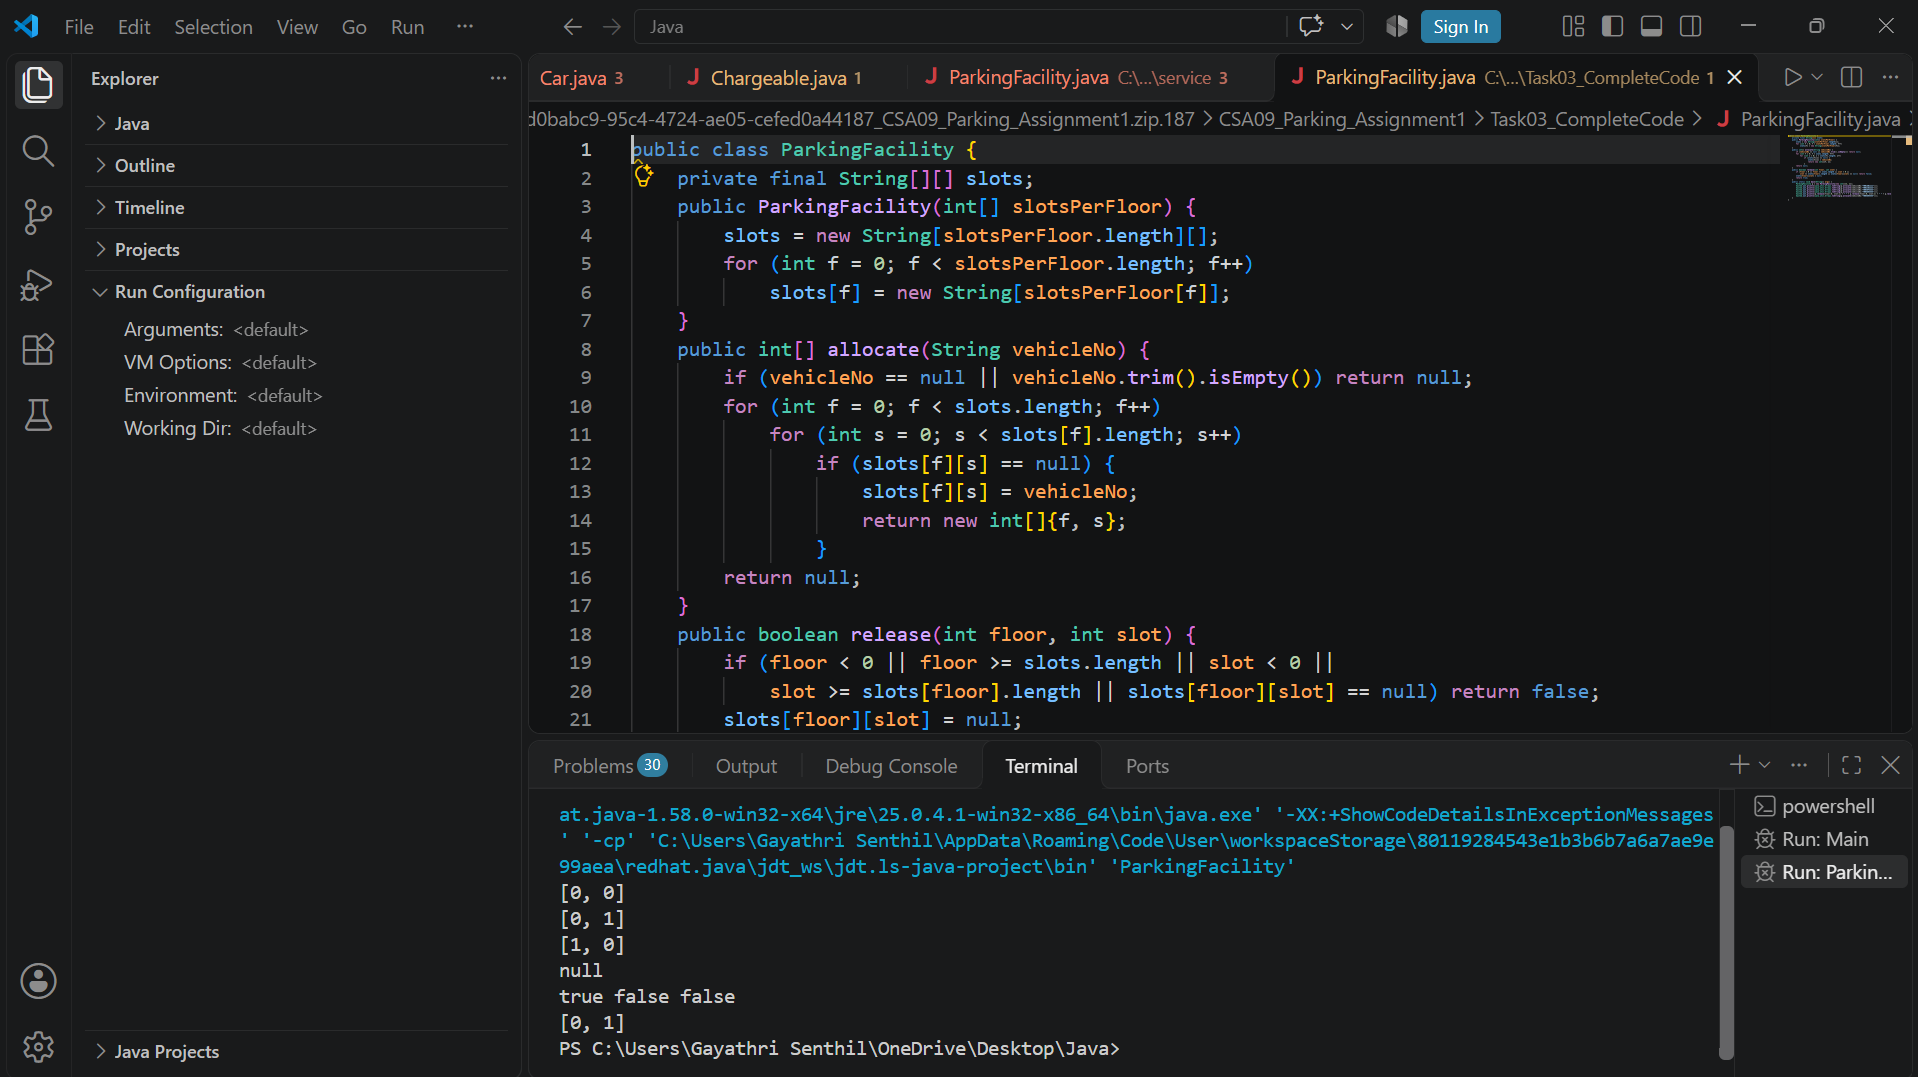 File Edit Selection View Go Run ···
Java
Sign In
Explorer ···
Java
Outline
Timeline
Projects
Run Configuration
Arguments: <default>
VM Options: <default>
Environment: <default>
Working Dir: <default>
Java Projects
Car.java 3 J Chargeable.java 1 J ParkingFacility.java C:\...\service 3 J ParkingFacility.java C:\...\Task03_CompleteCode 1
d0babc9-95c4-4724-ae05-cefed0a44187_CSA09_Parking_Assignment1.zip.187 > CSA09_Parking_Assignment1 > Task03_CompleteCode > J ParkingFacility.java >
1 public class ParkingFacility {
2     private final String[][] slots;
3     public ParkingFacility(int[] slotsPerFloor) {
4         slots = new String[slotsPerFloor.length][];
5         for (int f = 0; f < slotsPerFloor.length; f++)
6             slots[f] = new String[slotsPerFloor[f]];
7     }
8     public int[] allocate(String vehicleNo) {
9         if (vehicleNo == null || vehicleNo.trim().isEmpty()) return null;
10         for (int f = 0; f < slots.length; f++)
11             for (int s = 0; s < slots[f].length; s++)
12                 if (slots[f][s] == null) {
13                     slots[f][s] = vehicleNo;
14                     return new int[]{f, s};
15                 }
16         return null;
17     }
18     public boolean release(int floor, int slot) {
19         if (floor < 0 || floor >= slots.length || slot < 0 ||
20             slot >= slots[floor].length || slots[floor][slot] == null) return false;
21         slots[floor][slot] = null;
Problems 30 Output Debug Console Terminal Ports
at.java-1.58.0-win32-x64\jre\25.0.4.1-win32-x86_64\bin\java.exe' '-XX:+ShowCodeDetailsInExceptionMessages
' '-cp' 'C:\Users\Gayathri Senthil\AppData\Roaming\Code\User\workspaceStorage\80119284543e1b3b6b7a6a7ae9e
99aea\redhat.java\jdt_ws\jdt.ls-java-project\bin' 'ParkingFacility'
[0, 0]
[0, 1]
[1, 0]
null
true false false
[0, 1]
PS C:\Users\Gayathri Senthil\OneDrive\Desktop\Java>
powershell
Run: Main
Run: Parkin...